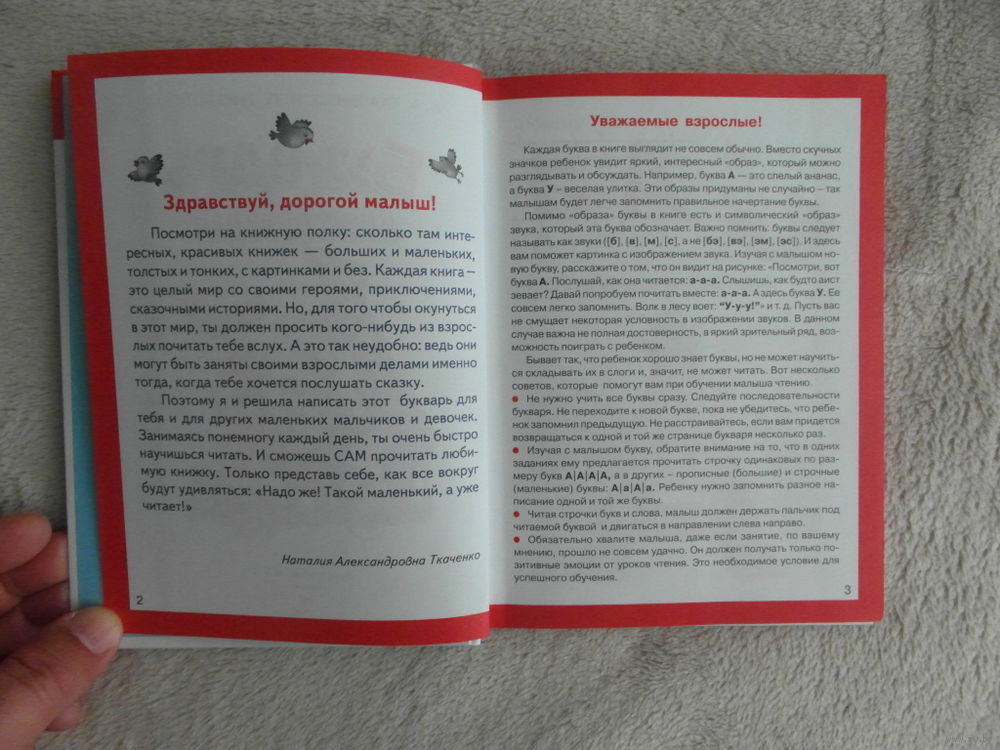 Здравствуй, дорогой малыш!
Посмотри на книжную полку: сколько там инте-
ресных, красивых книжек — больших и маленьких,
толстых и тонких, с картинками и без. Каждая книга —
это целый мир со своими героями, приключениями,
сказочными историями. Но, для того чтобы окунуться
в этот мир, ты должен просить кого-нибудь из взрос-
лых почитать тебе вслух. А это так неудобно: ведь они
могут быть заняты своими взрослыми делами именно
тогда, когда тебе хочется послушать сказку.
Поэтому я и решила написать этот букварь для
тебя и для других маленьких мальчиков и девочек.
Занимаясь понемногу каждый день, ты очень быстро
научишься читать. И сможешь САМ прочитать люби-
мую книжку. Только представь себе, как все вокруг
будут удивляться: «Надо же! Такой маленький, а уже
читает!»
Наталия Александровна Ткаченко
2
Уважаемые взрослые!
Каждая буква в книге выглядит не совсем обычно. Вместо скучных
значков ребенок увидит яркий, интересный «образ», который можно
разглядывать и обсуждать. Например, буква А — это спелый ананас,
а буква У – веселая улитка. Эти образы придуманы не случайно – так
малышам будет легче запомнить правильное начертание буквы.
Помимо «образа» буквы в книге есть и символический «образ»
звука, который эта буква обозначает. Важно помнить: буквы следует
называть как звуки ([б], [в], [м], [с], а не [бэ], [вэ], [эм], [эс]). И здесь
вам поможет картинка с изображением звука. Изучая с малышом но-
вую букву, расскажите о том, что он видит на рисунке: «Посмотри, вот
буква А. Послушай, как она читается: а-а-а. Слышишь, как будто аист
зевает? Давай попробуем почитать вместе: а-а-а. А здесь буква У. Ее
совсем легко запомнить. Волк в лесу воет: “У-у-у!”» и т. д. Пусть вас
не смущает некоторая условность в изображении звуков. В данном
случае важна не полная достоверность, а яркий зрительный ряд, воз-
можность поиграть с ребенком.
Бывает так, что ребенок хорошо знает буквы, но не может научить-
ся складывать их в слоги и, значит, не может читать. Вот несколько
советов, которые помогут вам при обучении малыша чтению.
● Не нужно учить все буквы сразу. Следуйте последовательности
букваря. Не переходите к новой букве, пока не убедитесь, что ребе-
нок запомнил предыдущую. Не расстраивайтесь, если вам придется
возвращаться к одной и той же странице букваря несколько раз.
● Изучая с малышом букву, обратите внимание на то, что в одних
заданиях ему предлагается прочитать строчку одинаковых по раз-
меру букв А|А|А|А, а в других – прописные (большие) и строчные
(маленькие) буквы: А|а|А|а. Ребенку нужно запомнить разное на-
писание одной и той же буквы.
● Читая строчки букв и слова, малыш должен держать пальчик под
читаемой буквой и двигаться в направлении слева направо.
● Обязательно хвалите малыша, даже если занятие, по вашему
мнению, прошло не совсем удачно. Он должен получать только по-
зитивные эмоции от уроков чтения. Это необходимое условие для
успешного обучения.
3